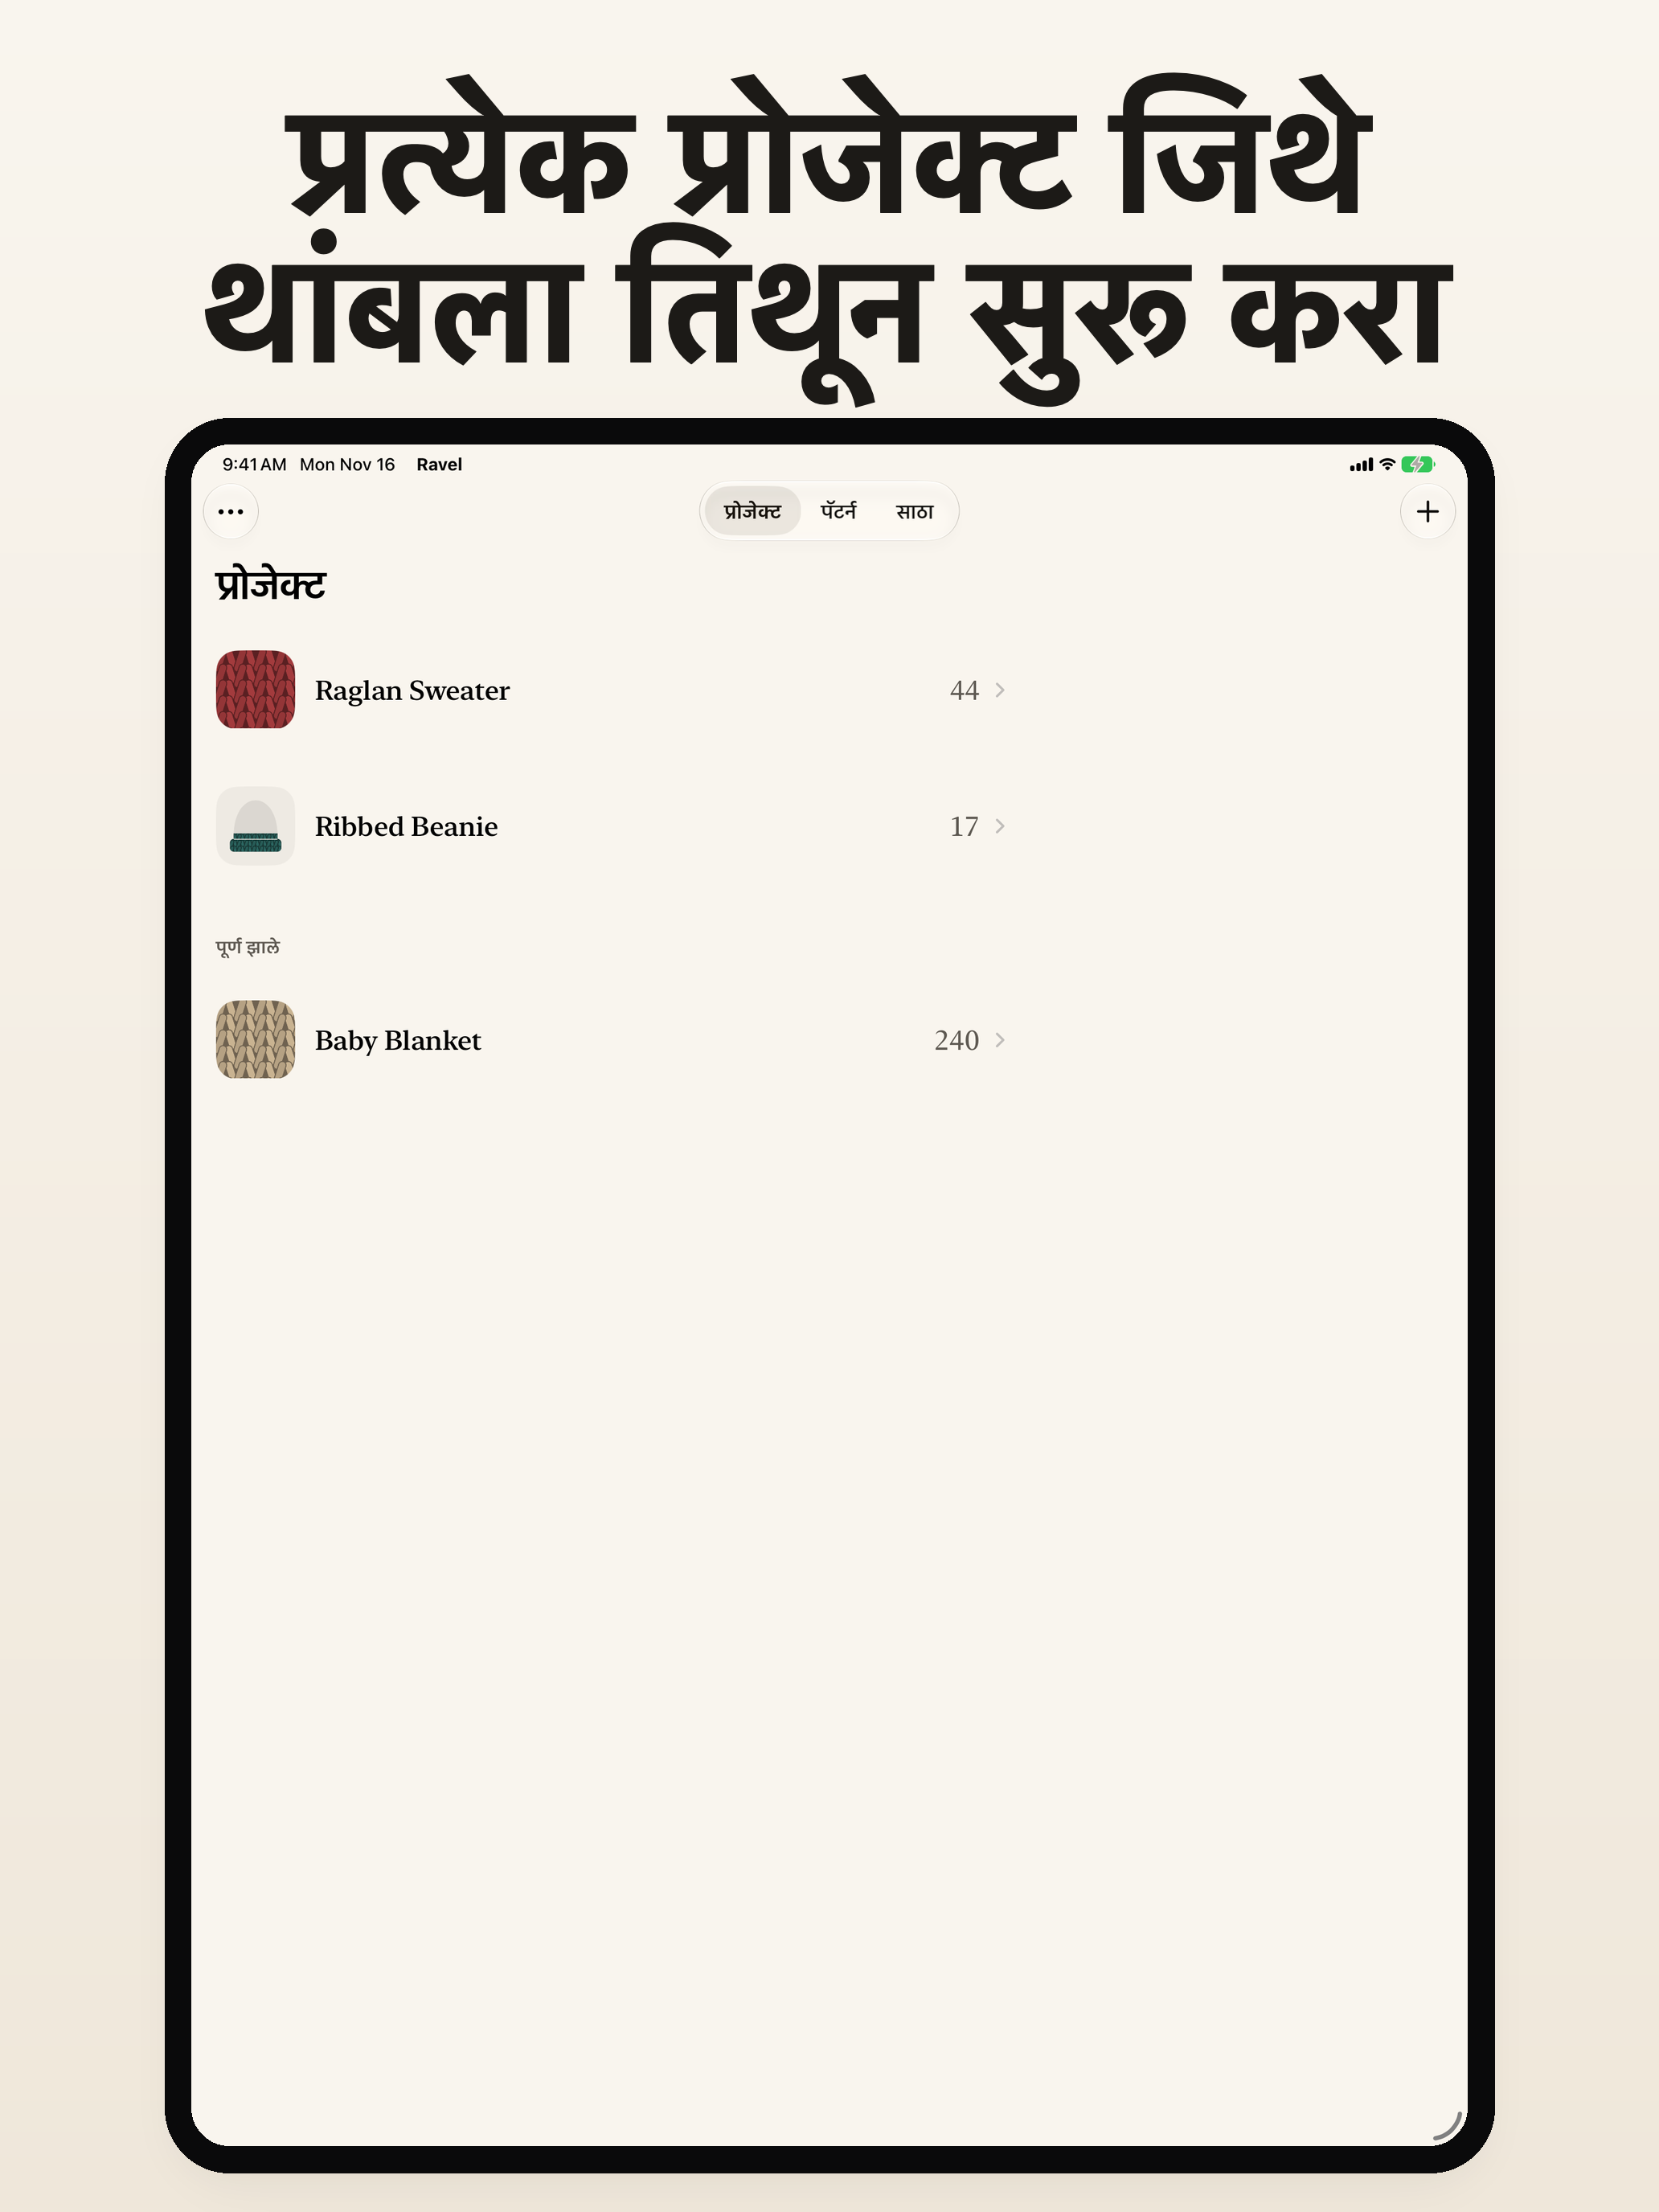 प्रत्येक प्रोजेक्ट जिथे
थांबला तिथून सुरू करा
9:41 AM Mon Nov 16 Ravel
प्रोजेक्ट पॅटर्न साठा
प्रोजेक्ट
Raglan Sweater 44
Ribbed Beanie 17
पूर्ण झाले
Baby Blanket 240